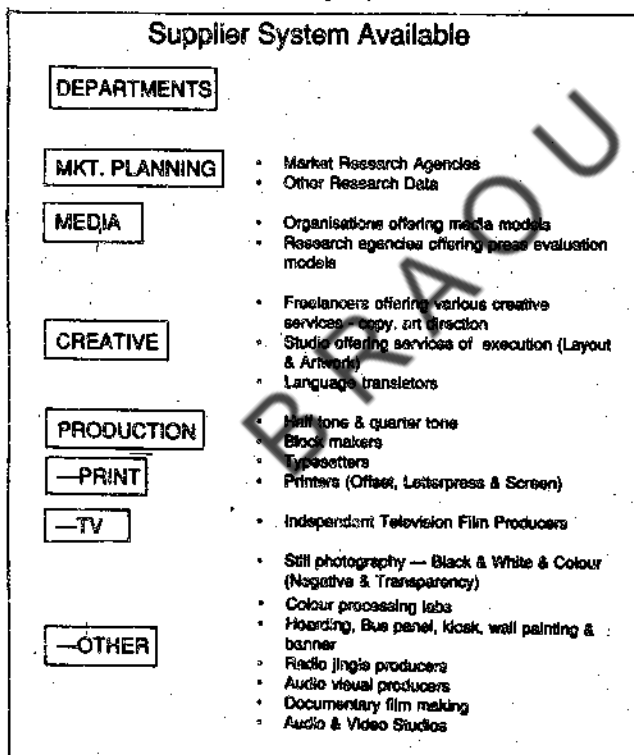 Supplier System Available
DEPARTMENTS
MKT. PLANNING
• Market Research Agencies
• Other Research Data
MEDIA
• Organisations offering media models
• Research agencies offering press evaluation
models
CREATIVE
• Freelancers offering various creative
services - copy, art direction
• Studio offering services of execution (Layout
& Artwork)
• Language translators
PRODUCTION
• Half tone & quarter tone
• Block makers
• Typesetters
—PRINT
• Printers (Offset, Letterpress & Screen)
—TV
• Independent Television Film Producers
• Still photography — Black & White & Colour
(Negative & Transparency)
• Colour processing labs
—OTHER
• Hoarding, Bus panel, kiosk, wall painting &
banner
• Radio jingle producers
• Audio visual producers
• Documentary film making
• Audio & Video Studios
BRAOU